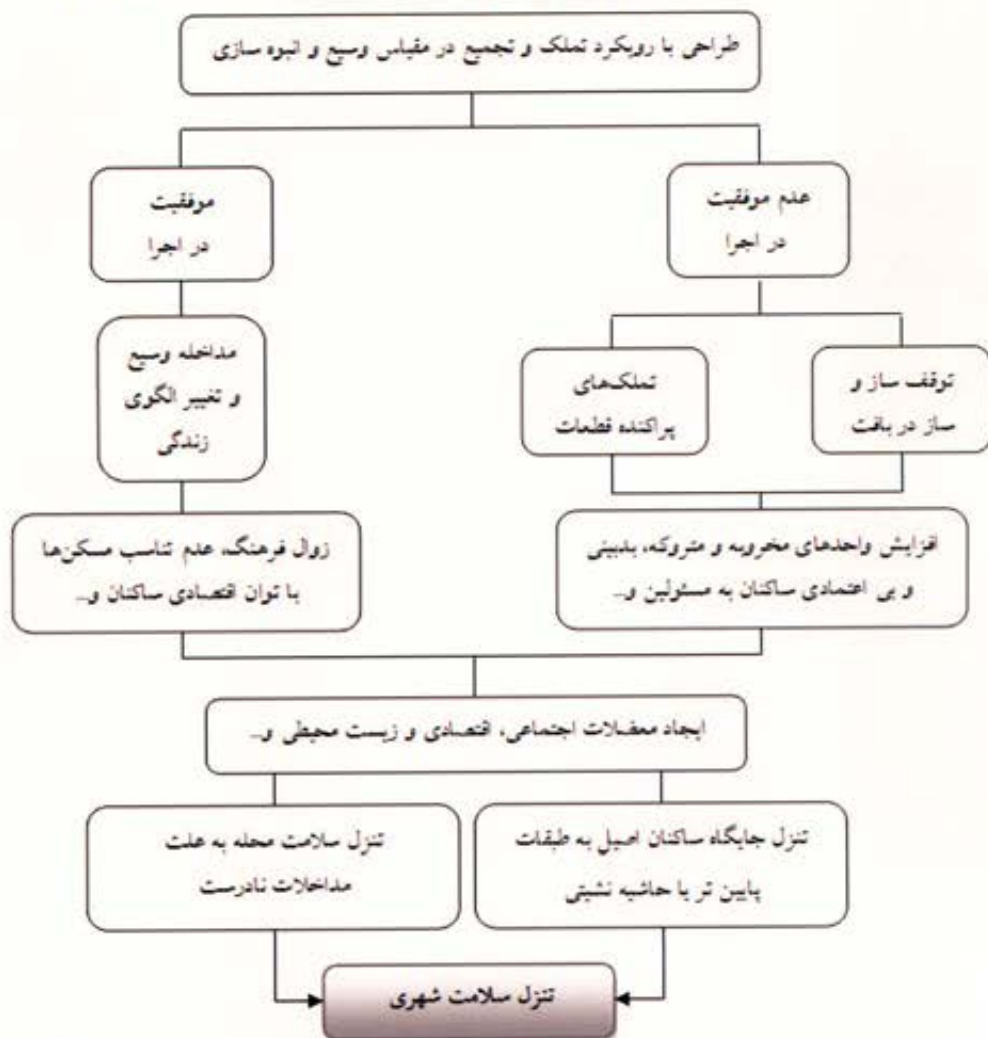 طراحی با رویکرد تملک و تجمیع در مقیاس وسیع و انبوه سازی
عدم موفقیت
در اجرا
موفقیت
در اجرا
توقف ساز و
ساز در بافت
تملک‌های
پراکنده قطعات
مداخله وسیع
و تغییر الگوی
زندگی
افزایش واحدهای مخروبه و متروکه، بدبینی
و بی اعتمادی ساکنان به مسئولین و...
زوال فرهنگ، عدم تناسب مسکن‌ها
با توان اقتصادی ساکنان و...
ایجاد معضلات اجتماعی، اقتصادی و زیست محیطی و...
تنزل جایگاه ساکنان اصیل به طبقات
پایین تر یا حاشیه نشینی
تنزل سلامت محله به علت
مداخلات نادرست
تنزل سلامت شهری